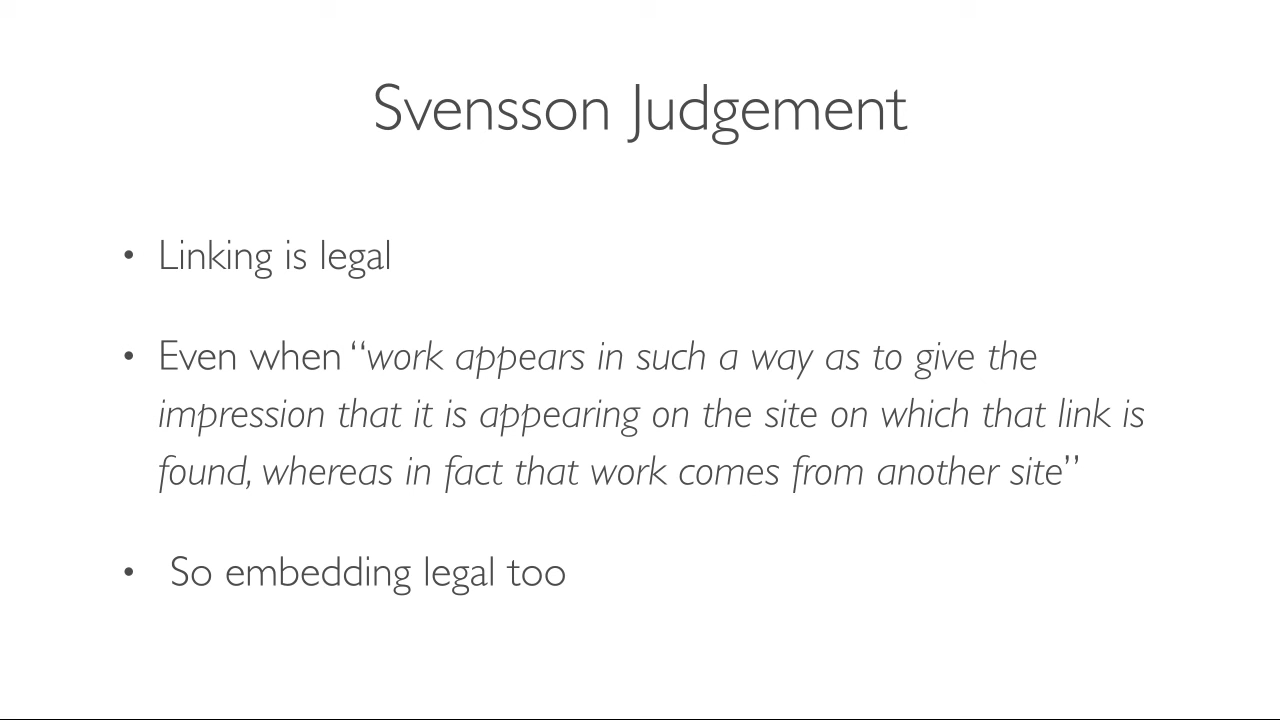 Svensson Judgement
• Linking is legal
• Even when “work appears in such a way as to give the
impression that it is appearing on the site on which that link is
found, whereas in fact that work comes from another site”
• So embedding legal too